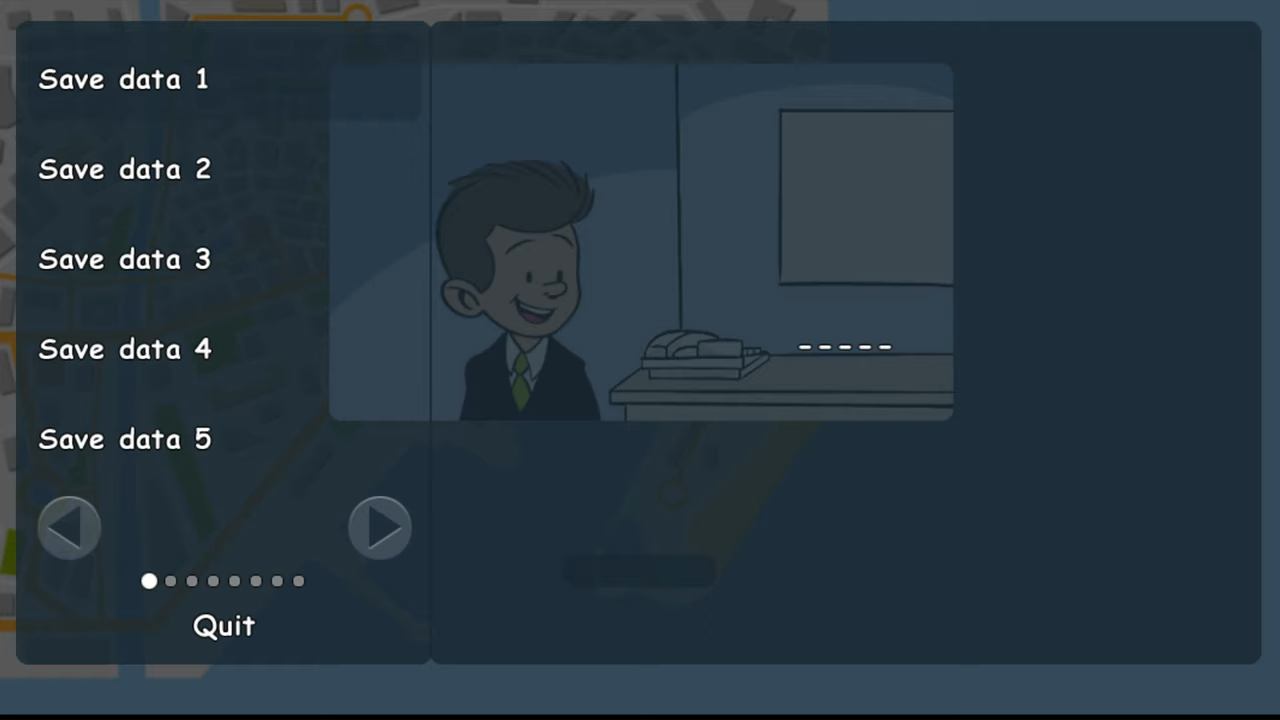 Save data 1
Save data 2
Save data 3
Save data 4
Save data 5
-----
Quit